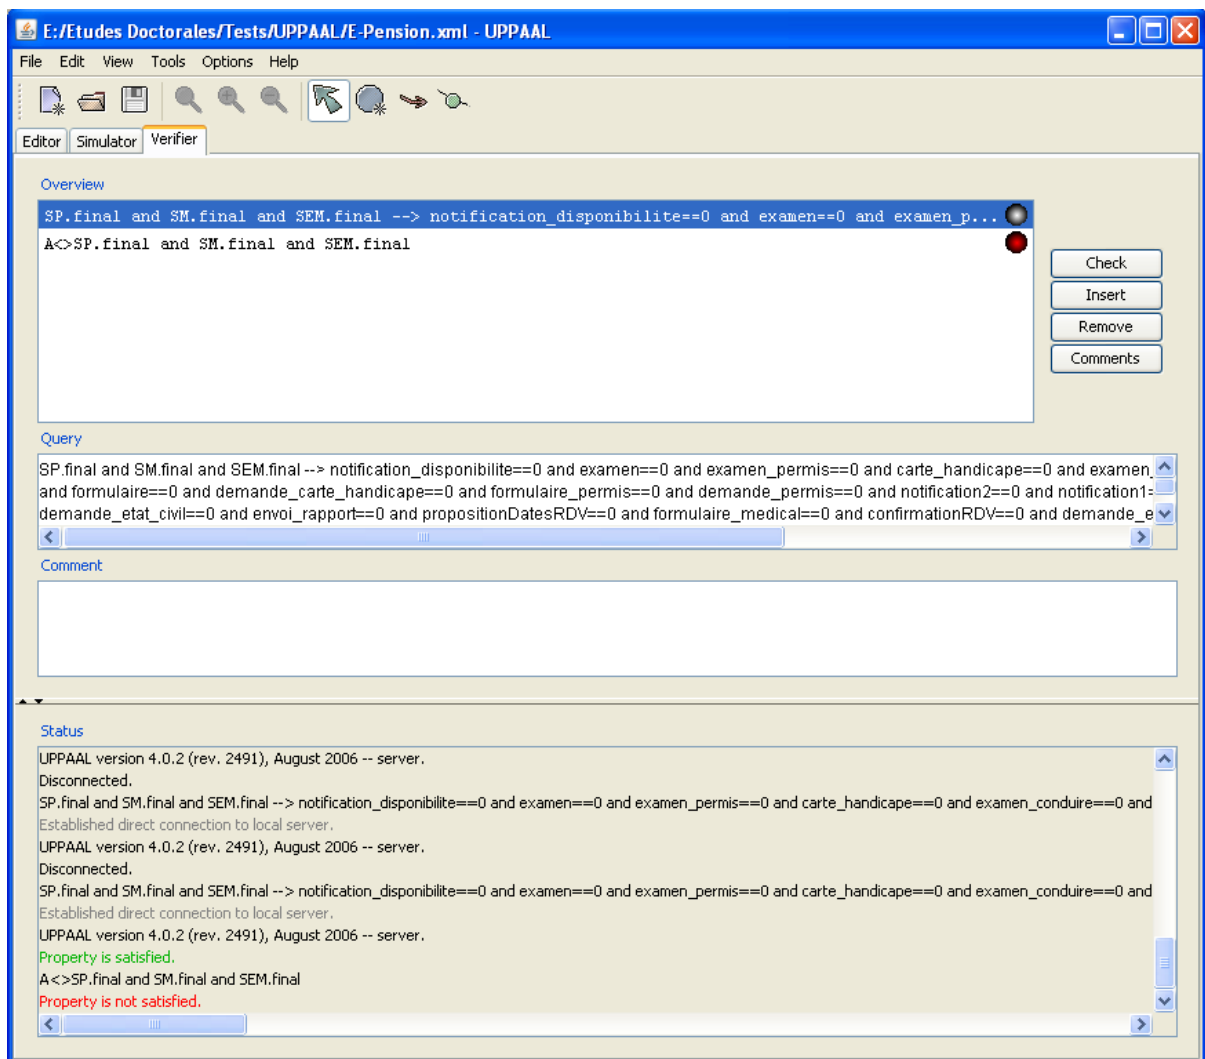 E:/Etudes Doctorales/Tests/UPPAAL/E-Pension.xml - UPPAAL
File Edit View Tools Options Help
Editor Simulator Verifier
Overview
SP.final and SM.final and SEM.final --> notification_disponibilite==0 and examen==0 and examen_p...
A<>SP.final and SM.final and SEM.final
Check
Insert
Remove
Comments
Query
SP.final and SM.final and SEM.final --> notification_disponibilite==0 and examen==0 and examen_permis==0 and carte_handicape==0 and examen_
and formulaire==0 and demande_carte_handicape==0 and formulaire_permis==0 and demande_permis==0 and notification2==0 and notification1=
demande_etat_civil==0 and envoi_rapport==0 and propositionDatesRDV==0 and formulaire_medical==0 and confirmationRDV==0 and demande_e
Comment
Status
UPPAAL version 4.0.2 (rev. 2491), August 2006 -- server.
Disconnected.
SP.final and SM.final and SEM.final --> notification_disponibilite==0 and examen==0 and examen_permis==0 and carte_handicape==0 and examen_conduire==0 and
Established direct connection to local server.
UPPAAL version 4.0.2 (rev. 2491), August 2006 -- server.
Disconnected.
SP.final and SM.final and SEM.final --> notification_disponibilite==0 and examen==0 and examen_permis==0 and carte_handicape==0 and examen_conduire==0 and
Established direct connection to local server.
UPPAAL version 4.0.2 (rev. 2491), August 2006 -- server.
Property is satisfied.
A<>SP.final and SM.final and SEM.final
Property is not satisfied.